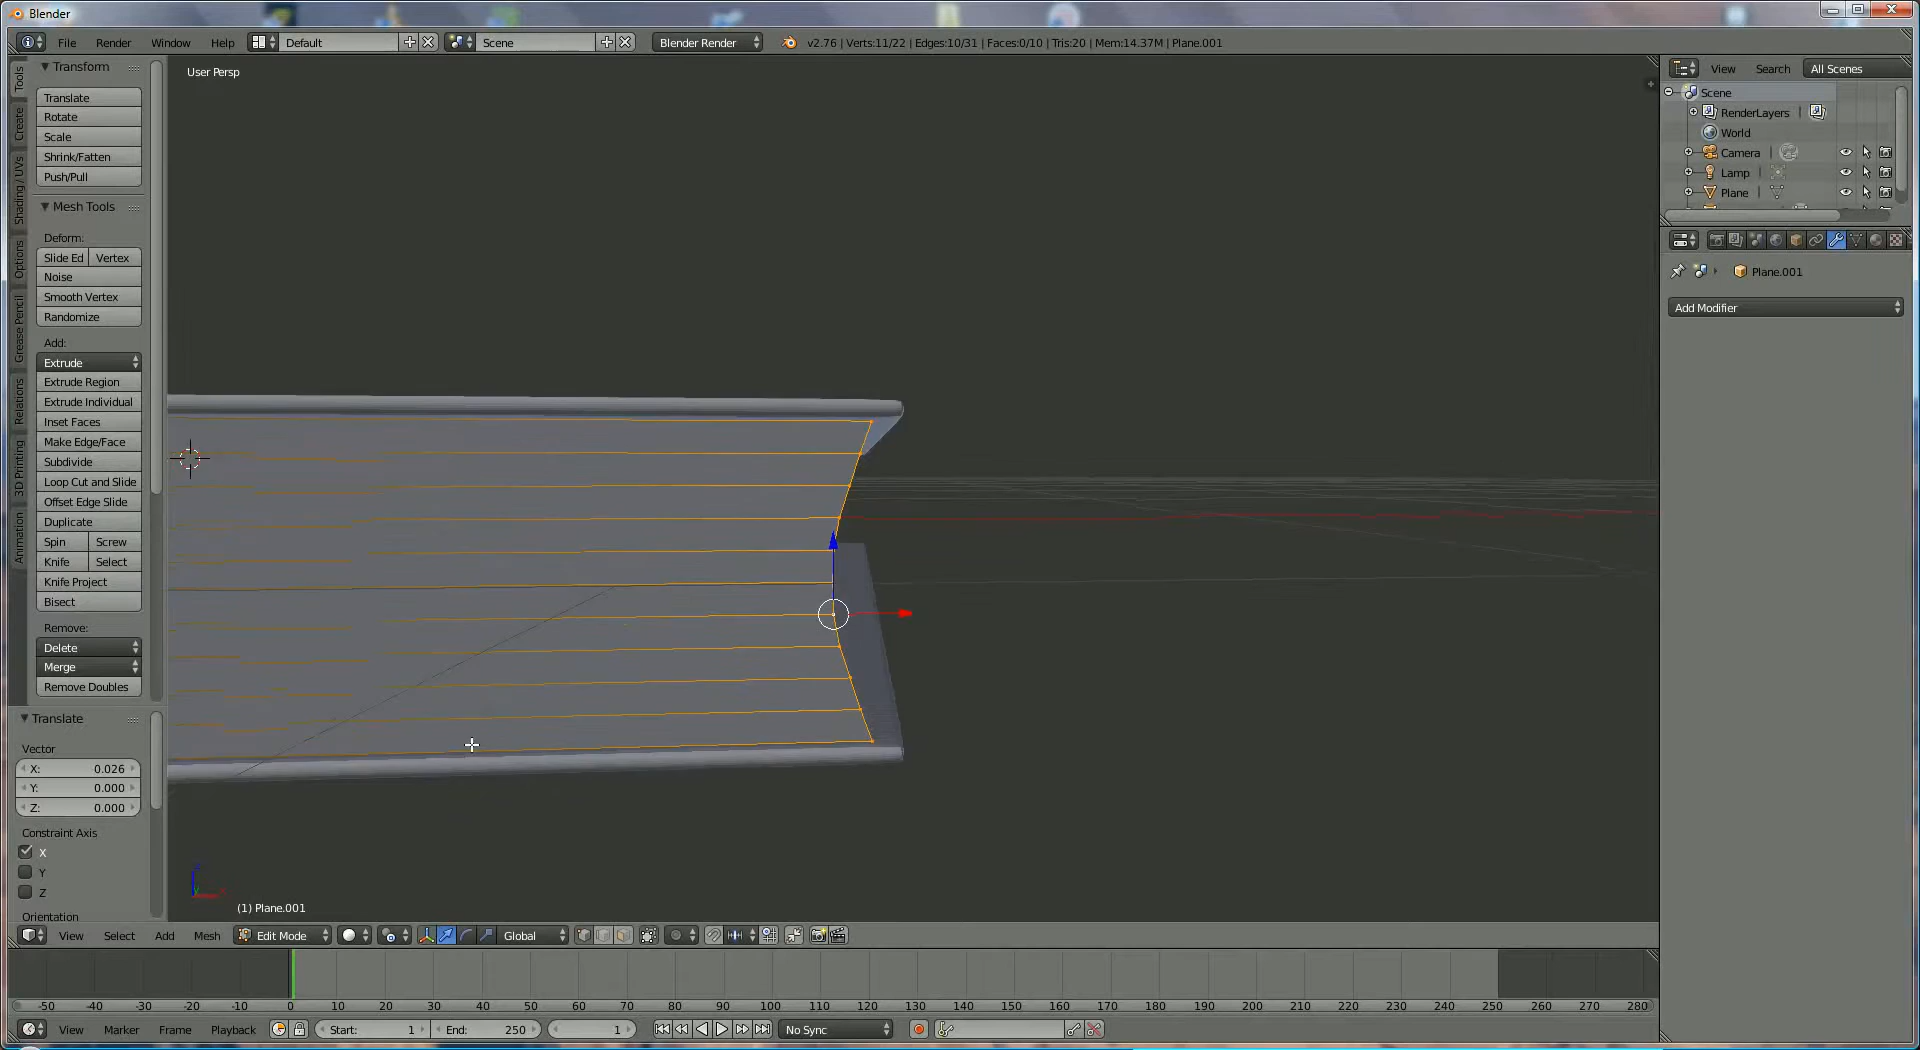 Blender
File Render Window Help Default Scene Blender Render v2.76 | Verts:11/22 | Edges:10/31 | Faces:0/10 | Tris:20 | Mem:14.37M | Plane.001
User Persp
Tools
Create
Shading / UVs
Options
Grease Pencil
Relations
3D Printing
Animation
Transform
Translate
Rotate
Scale
Shrink/Fatten
Push/Pull
Mesh Tools
Deform:
Slide Ed Vertex
Noise
Smooth Vertex
Randomize
Add:
Extrude
Extrude Region
Extrude Individual
Inset Faces
Make Edge/Face
Subdivide
Loop Cut and Slide
Offset Edge Slide
Duplicate
Spin Screw
Knife Select
Knife Project
Bisect
Remove:
Delete
Merge
Remove Doubles
Translate
Vector
X: 0.026
Y: 0.000
Z: 0.000
Constraint Axis
X
Y
Z
Orientation
(1) Plane.001
View Search All Scenes
Scene
RenderLayers
World
Camera
Lamp
Plane
Plane.001
Add Modifier
View Select Add Mesh Edit Mode Global
-50 -40 -30 -20 -10 0 10 20 30 40 50 60 70 80 90 100 110 120 130 140 150 160 170 180 190 200 210 220 230 240 250 260 270 280
View Marker Frame Playback Start: 1 End: 250 1 No Sync